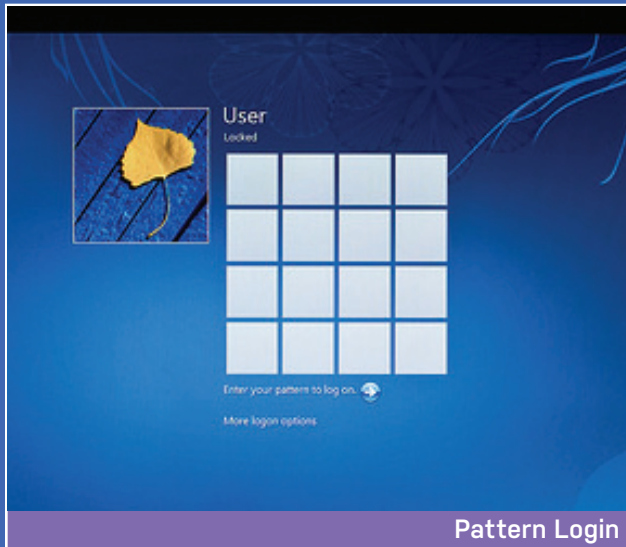 User
Locked
Enter your pattern to log on.
More logon options
Pattern Login